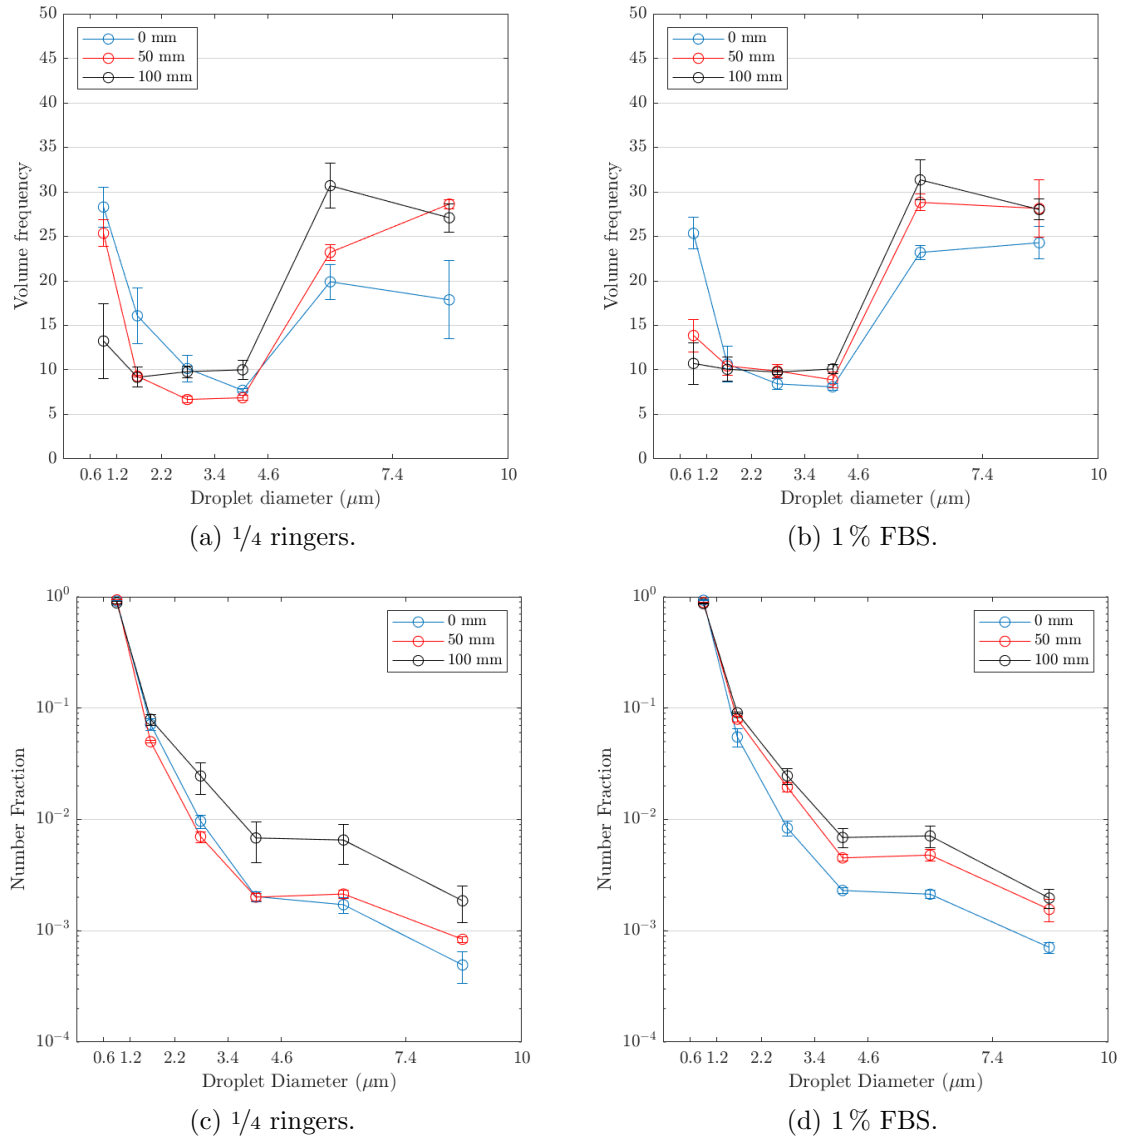 50
45
40
35
30
25
20
15
10
5
0
Volume frequency
0 mm
50 mm
100 mm
0.6 1.2 2.2 3.4 4.6 7.4 10
Droplet diameter (μm)
(a) 1/4 ringers.
50
45
40
35
30
25
20
15
10
5
0
Volume frequency
0 mm
50 mm
100 mm
0.6 1.2 2.2 3.4 4.6 7.4 10
Droplet diameter (μm)
(b) 1 % FBS.
10⁰
10⁻¹
10⁻²
10⁻³
10⁻⁴
Number Fraction
0 mm
50 mm
100 mm
0.6 1.2 2.2 3.4 4.6 7.4 10
Droplet Diameter (μm)
(c) 1/4 ringers.
10⁰
10⁻¹
10⁻²
10⁻³
10⁻⁴
Number Fraction
0 mm
50 mm
100 mm
0.6 1.2 2.2 3.4 4.6 7.4 10
Droplet Diameter (μm)
(d) 1 % FBS.